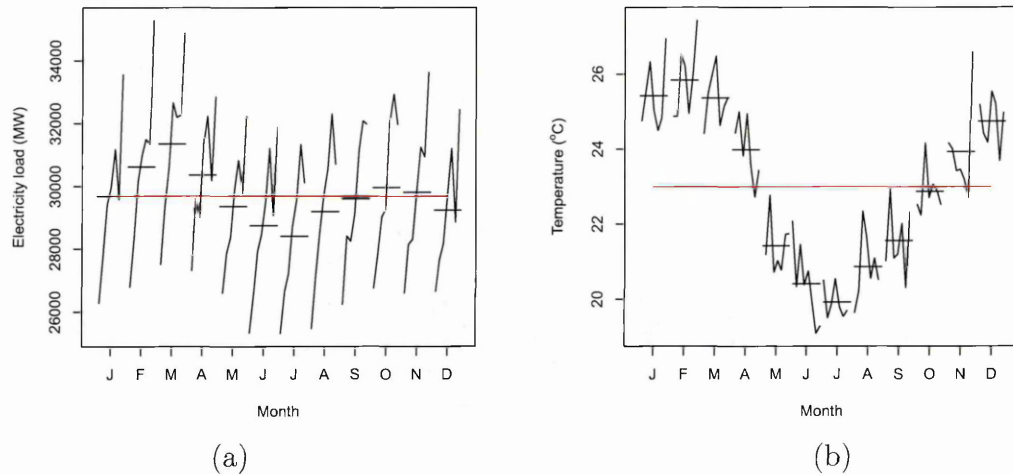 Electricity load (MW)
34000
32000
30000
28000
26000
J F M A M J J A S O N D
Month
(a)
Temperature (°C)
26
24
22
20
J F M A M J J A S O N D
Month
(b)